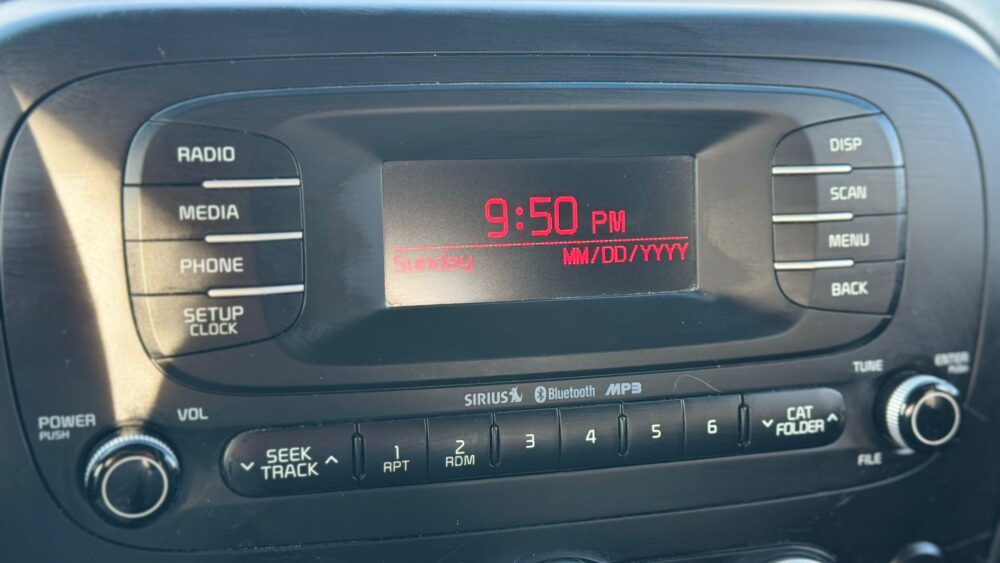 RADIO
MEDIA
PHONE
SETUP
CLOCK
9:50 PM
Sunday MM/DD/YYYY
DISP
SCAN
MENU
BACK
SIRIUS Bluetooth MP3
POWER
PUSH
VOL
SEEK
TRACK
1
RPT
2
RDM
3
4
5
6
CAT
FOLDER
TUNE
ENTER
PUSH
FILE